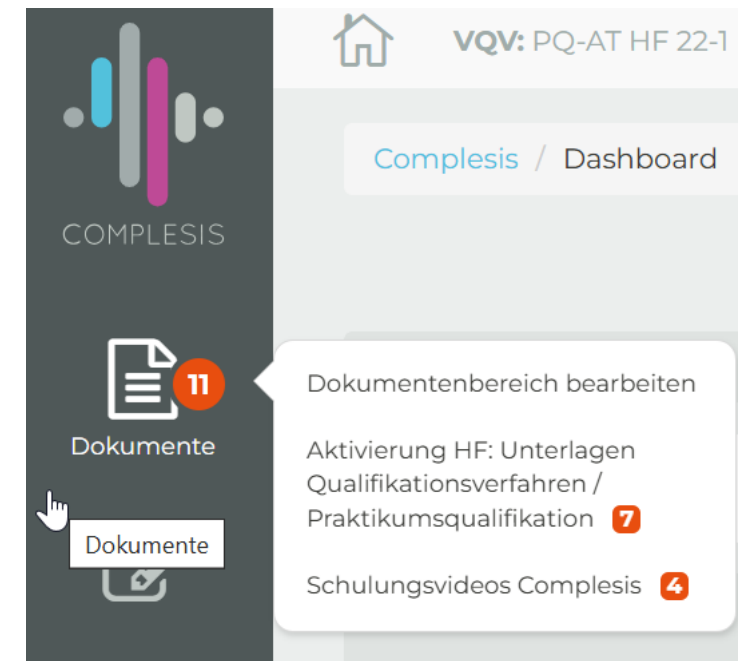 VQV: PQ-AT HF 22-1
Complesis / Dashboard
COMPLESIS
11
Dokumente
Dokumente
Dokumentenbereich bearbeiten
Aktivierung HF: Unterlagen
Qualifikationsverfahren /
Praktikumsqualifikation 7
Schulungsvideos Complesis 4